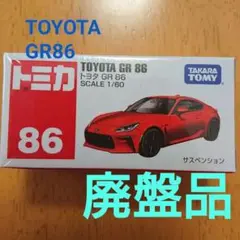 TOYOTA
GR86
トミカ
TOYOTA GR 86
トヨタ GR 86
SCALE 1/60
TAKARA
TOMY
86
サスペンション
廃盤品